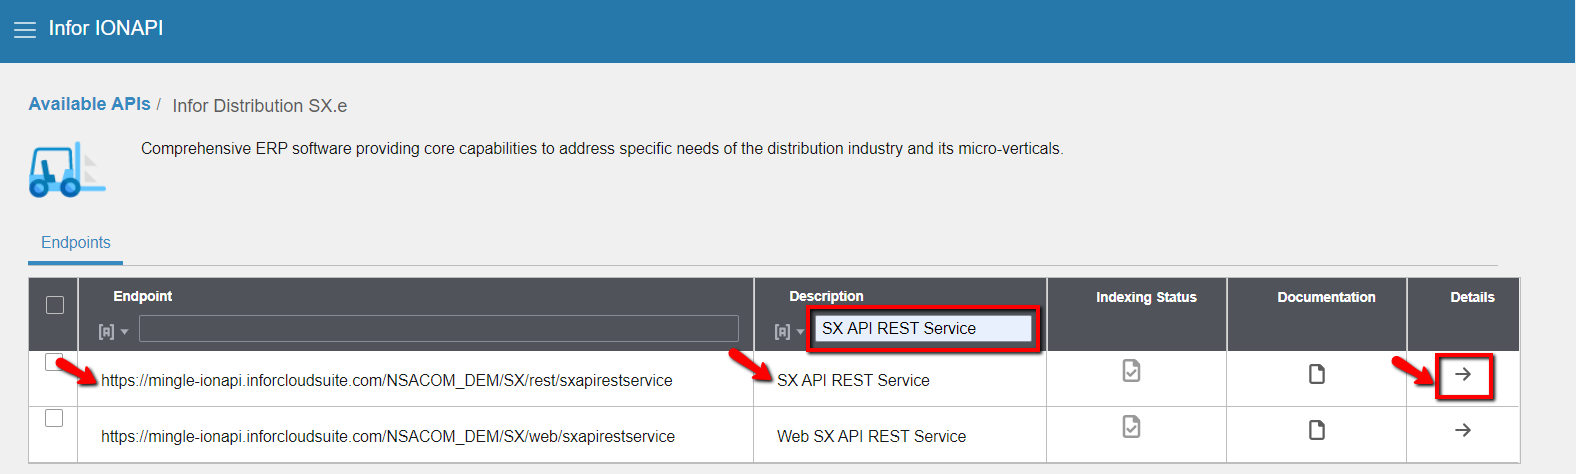 Infor IONAPI
Available APIs / Infor Distribution SX.e
Comprehensive ERP software providing core capabilities to address specific needs of the distribution industry and its micro-verticals.
Endpoints
Endpoint Description Indexing Status Documentation Details
SX API REST Service
https://mingle-ionapi.inforcloudsuite.com/NSACOM_DEM/SX/rest/sxapirestservice SX API REST Service
https://mingle-ionapi.inforcloudsuite.com/NSACOM_DEM/SX/web/sxapirestservice Web SX API REST Service